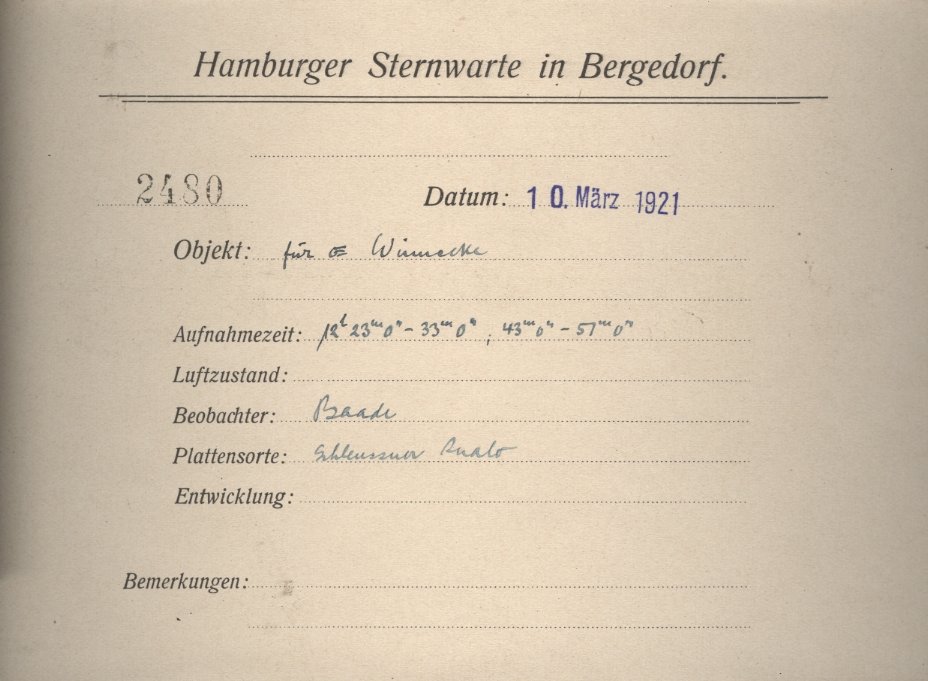 Hamburger Sternwarte in Bergedorf.
2480 Datum: 10. März 1921
Objekt: für Winnecke
Aufnahmezeit: 12h 23m 0s - 33m 0s ; 43m 0s - 57m 0s
Luftzustand:
Beobachter: Baade
Plattensorte: Schleussner
Entwicklung:
Bemerkungen: